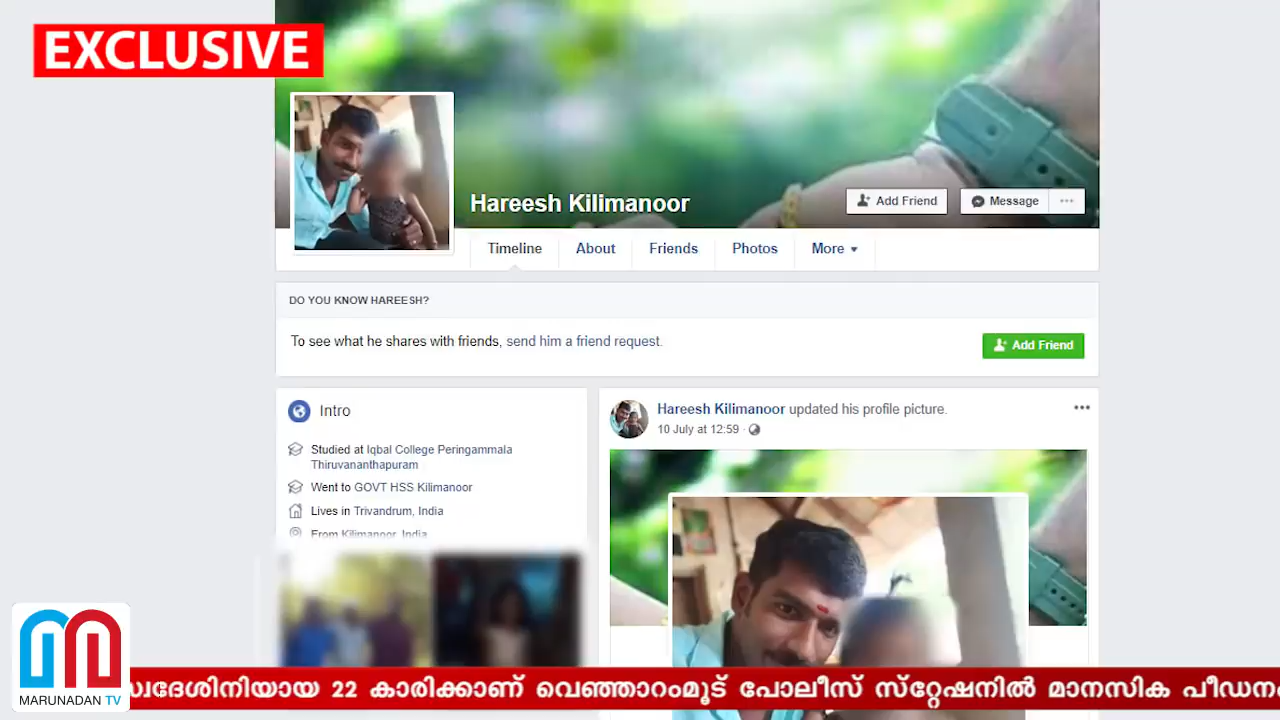 EXCLUSIVE
Hareesh Kilimanoor
Add Friend
Message
Timeline
About
Friends
Photos
More
DO YOU KNOW HAREESH?
To see what he shares with friends, send him a friend request.
Add Friend
Intro
Studied at Iqbal College Peringammala
Thiruvananthapuram
Went to GOVT HSS Kilimanoor
Lives in Trivandrum, India
From Kilimanoor, India
Hareesh Kilimanoor updated his profile picture.
10 July at 12:59
MARUNADAN TV
സ്വദേശിനിയായ 22 കാരിക്കാണ് വെഞ്ഞാറംമൂട് പോലീസ് സ്റ്റേഷനിൽ മാനസിക പീഡനം